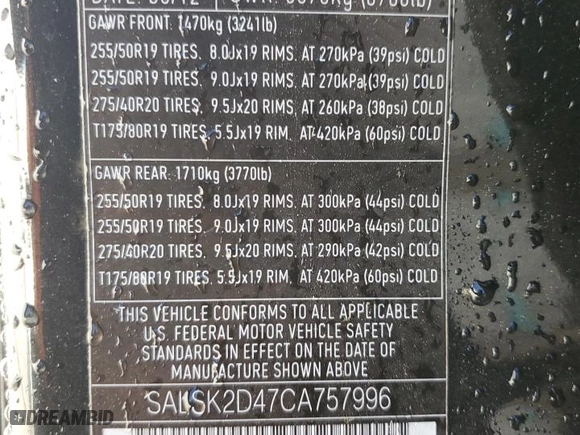 GAWR FRONT: 1470kg (3241lb)
255/50R19 TIRES. 8.0Jx19 RIMS. AT 270kPa (39psi) COLD
255/50R19 TIRES. 9.0Jx19 RIMS. AT 270kPa (39psi) COLD
275/40R20 TIRES. 9.5Jx20 RIMS. AT 260kPa (38psi) COLD
T175/80R19 TIRES. 5.5Jx19 RIM. AT 420kPa (60psi) COLD
GAWR REAR: 1710kg (3770lb)
255/50R19 TIRES. 8.0Jx19 RIMS. AT 300kPa (44psi) COLD
255/50R19 TIRES. 9.0Jx19 RIMS. AT 300kPa (44psi) COLD
275/40R20 TIRES. 9.5Jx20 RIMS. AT 290kPa (42psi) COLD
T175/80R19 TIRES. 5.5Jx19 RIM. AT 420kPa (60psi) COLD
THIS VEHICLE CONFORMS TO ALL APPLICABLE
U.S. FEDERAL MOTOR VEHICLE SAFETY
STANDARDS IN EFFECT ON THE DATE OF
MANUFACTURE SHOWN ABOVE
SALSK2D47CA757996
DREAMBID